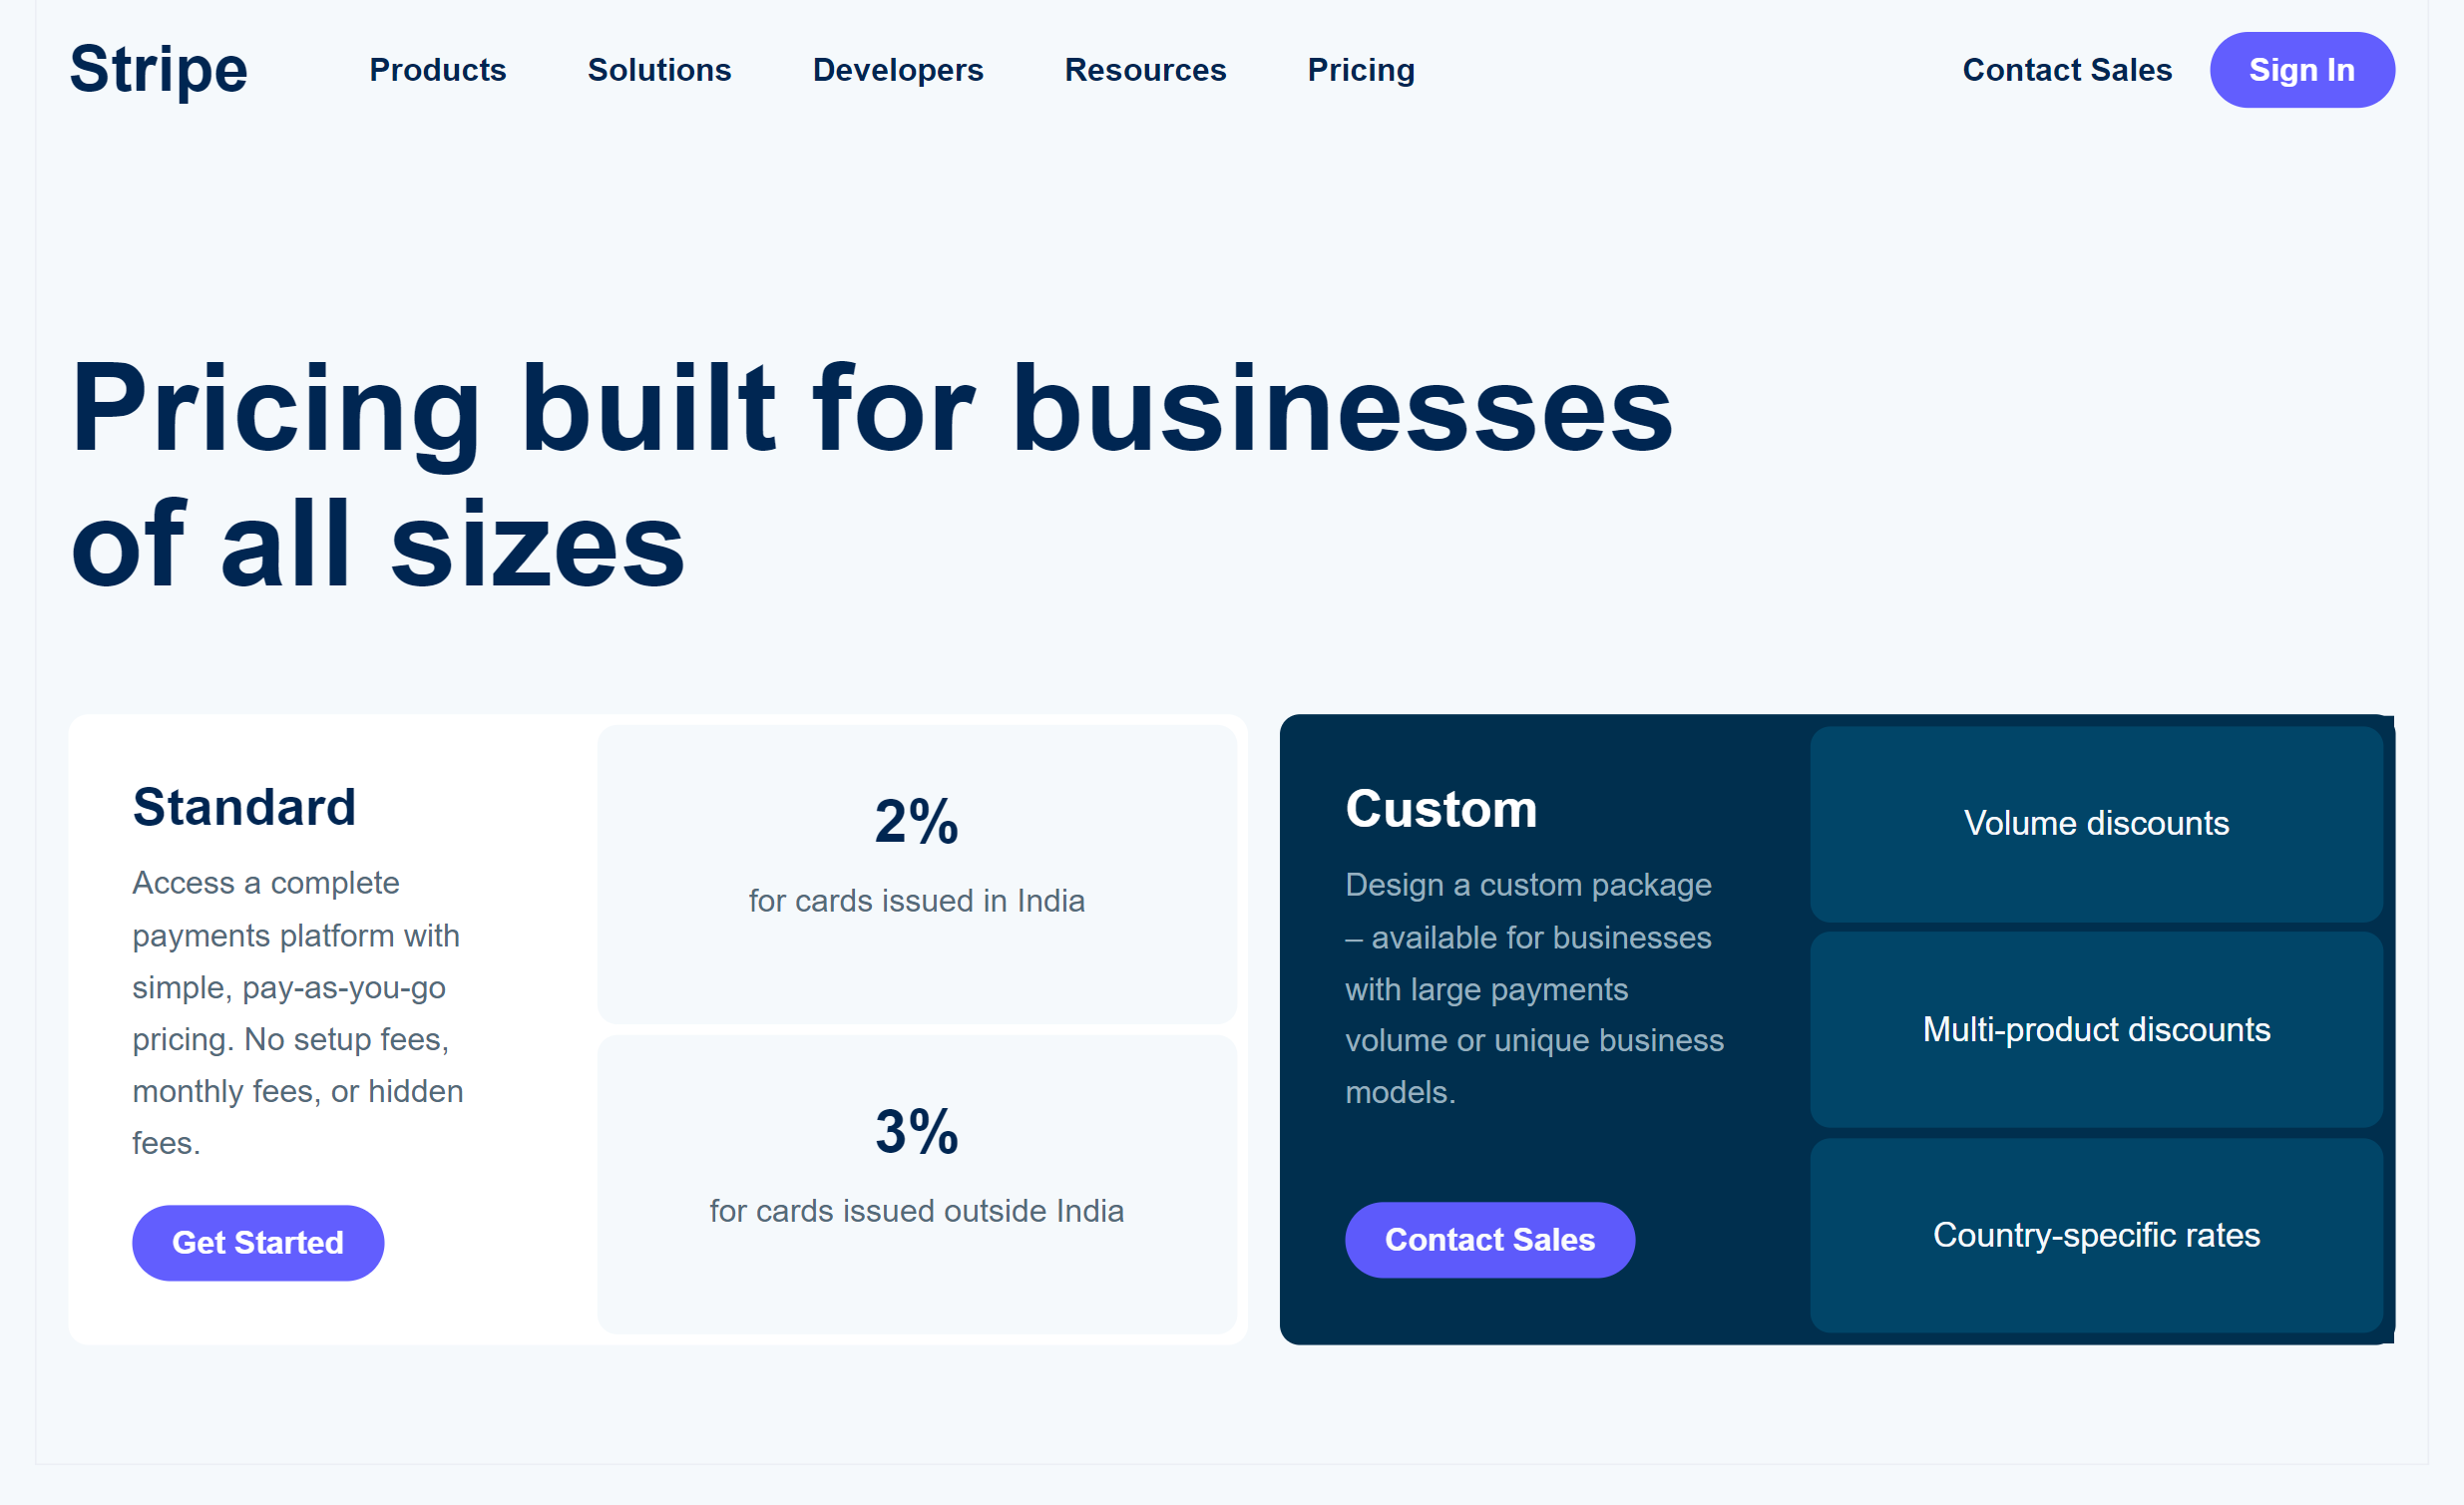 Stripe
Products
Solutions
Developers
Resources
Pricing
Contact Sales
Sign In
Pricing built for businesses
of all sizes
Standard
Access a complete
payments platform with
simple, pay-as-you-go
pricing. No setup fees,
monthly fees, or hidden
fees.
Get Started
2%
for cards issued in India
3%
for cards issued outside India
Custom
Design a custom package
– available for businesses
with large payments
volume or unique business
models.
Contact Sales
Volume discounts
Multi-product discounts
Country-specific rates